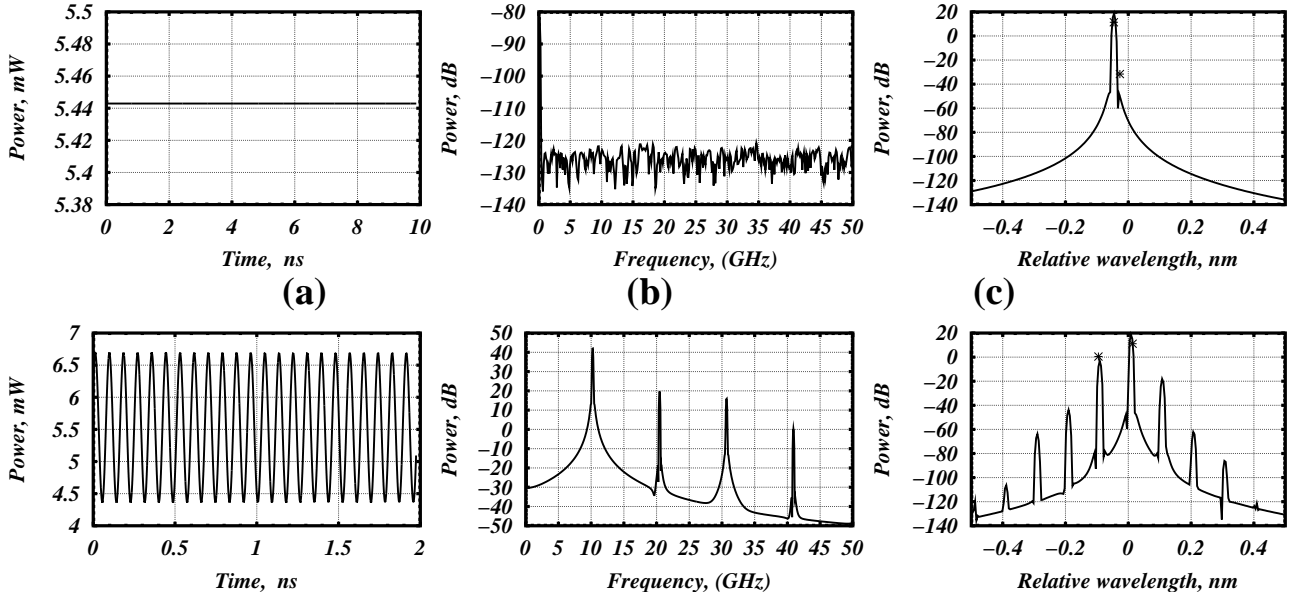 5.5
5.48
5.46
5.44
5.42
5.4
5.38
Power, mW
0 2 4 6 8 10
Time, ns
−80
−90
−100
−110
−120
−130
−140
Power, dB
0 5 10 15 20 25 30 35 40 45 50
Frequency, (GHz)
20
0
−20
−40
−60
−80
−100
−120
−140
Power, dB
−0.4 −0.2 0 0.2 0.4
Relative wavelength, nm
(a) (b) (c)
7
6.5
6
5.5
5
4.5
4
Power, mW
0 0.5 1 1.5 2
Time, ns
50
40
30
20
10
0
−10
−20
−30
−40
−50
Power, dB
0 5 10 15 20 25 30 35 40 45 50
Frequency, (GHz)
20
0
−20
−40
−60
−80
−100
−120
−140
Power, dB
−0.4 −0.2 0 0.2 0.4
Relative wavelength, nm